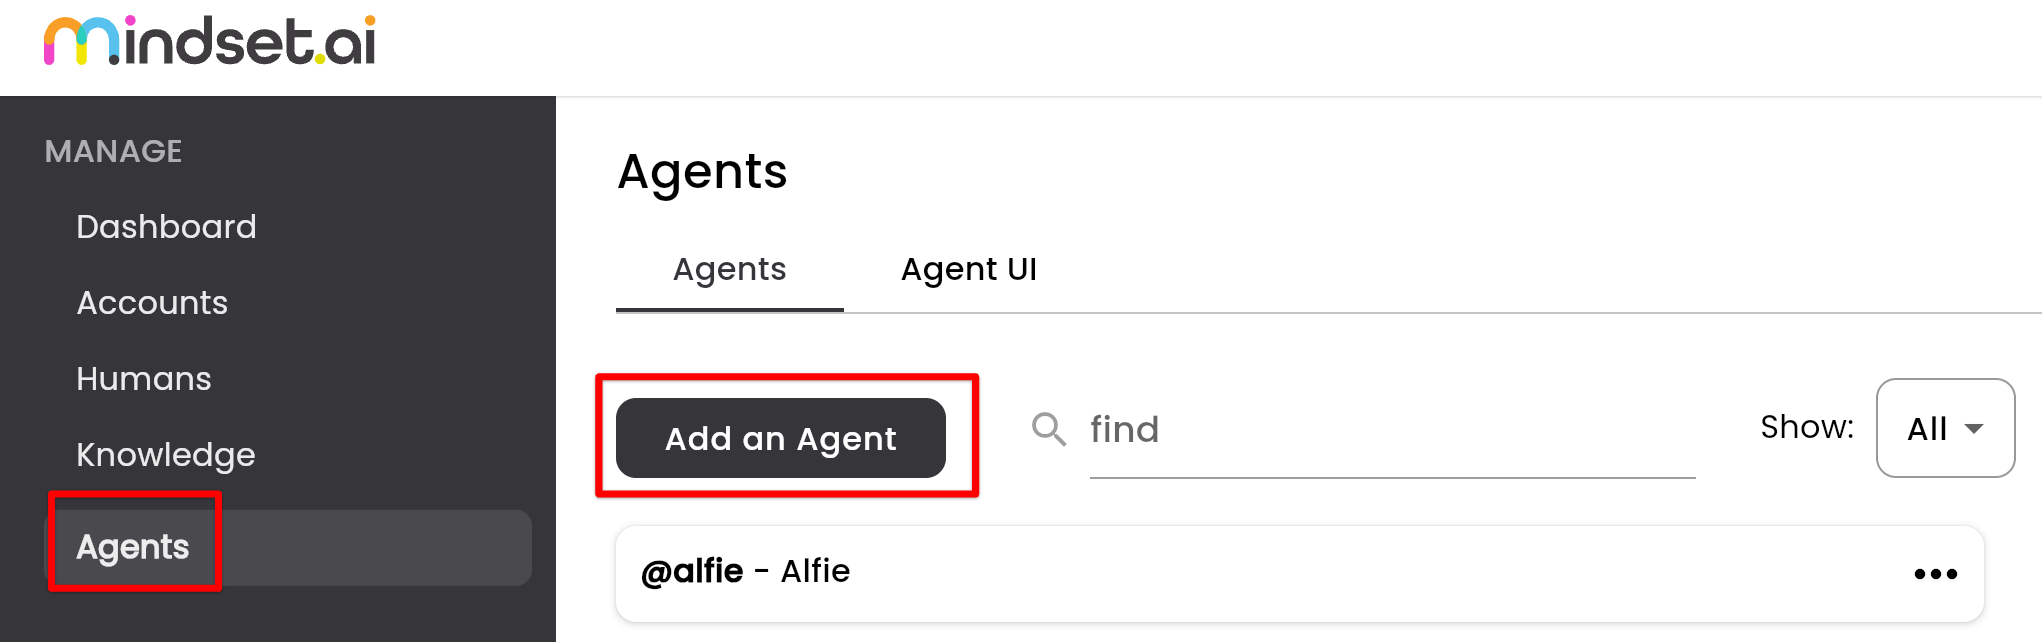 mindset.ai
MANAGE
Dashboard
Accounts
Humans
Knowledge
Agents
Agents
Agents Agent UI
Add an Agent find Show: All
@alfie - Alfie